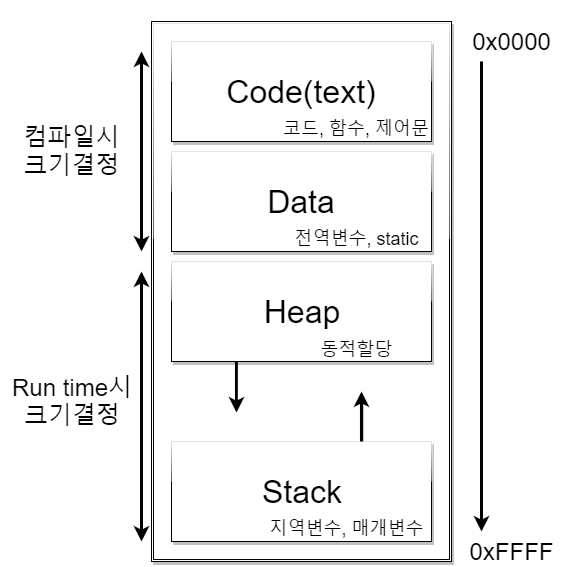 0x0000
Code(text)
코드, 함수, 제어문
컴파일시
크기결정
Data
전역변수, static
Heap
동적할당
Run time시
크기결정
Stack
지역변수, 매개변수
0xFFFF